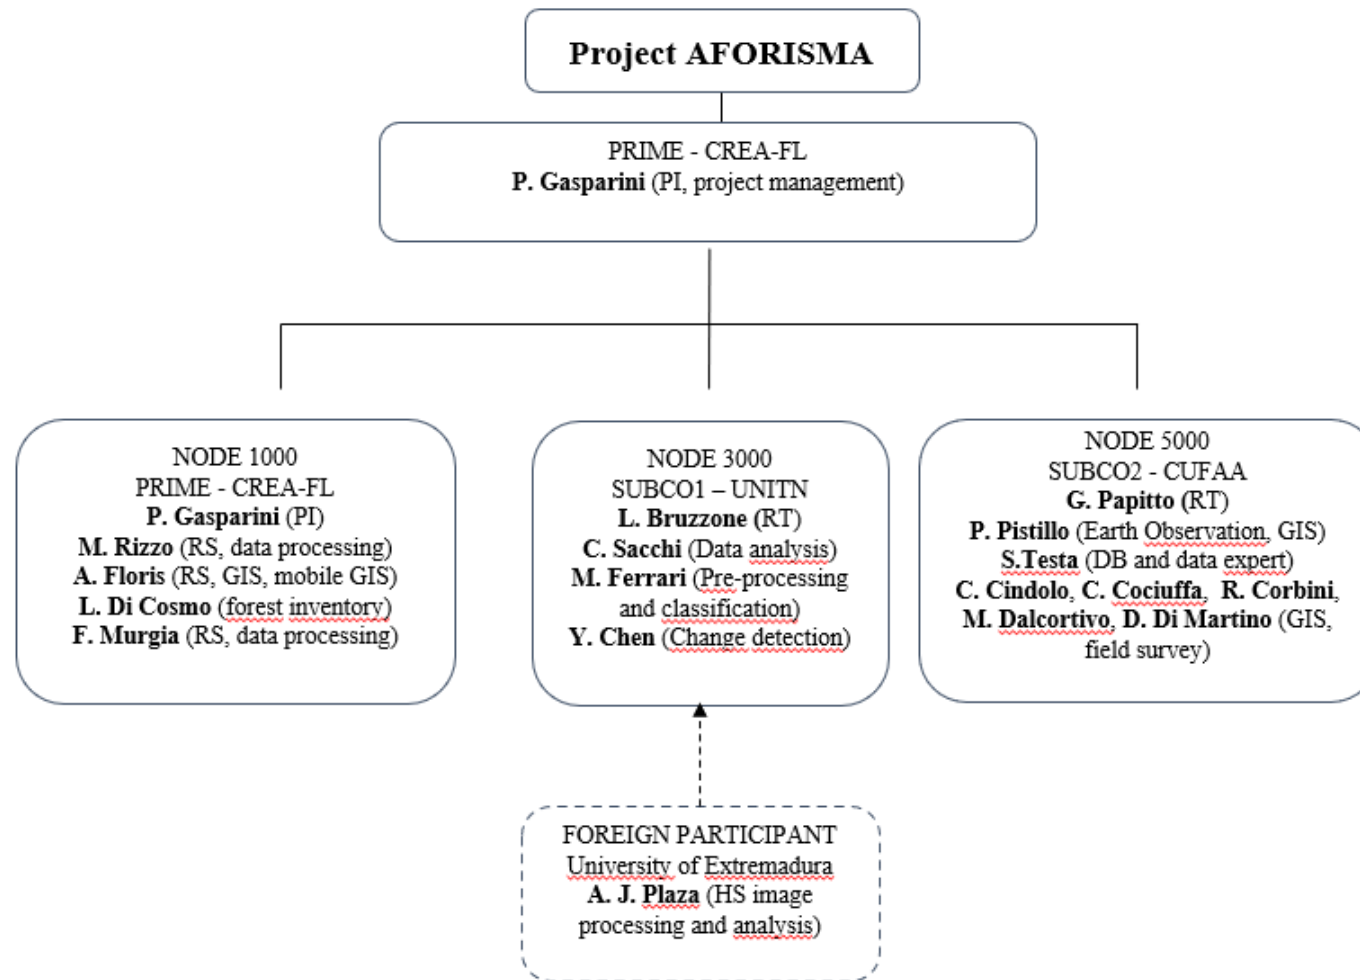 Project AFORISMA
PRIME - CREA-FL
P. Gasparini (PI, project management)
NODE 1000
PRIME - CREA-FL
P. Gasparini (PI)
M. Rizzo (RS, data processing)
A. Floris (RS, GIS, mobile GIS)
L. Di Cosmo (forest inventory)
F. Murgia (RS, data processing)
NODE 3000
SUBCO1 – UNITN
L. Bruzzone (RT)
C. Sacchi (Data analysis)
M. Ferrari (Pre-processing
and classification)
Y. Chen (Change detection)
NODE 5000
SUBCO2 - CUFAA
G. Papitto (RT)
P. Pistillo (Earth Observation, GIS)
S.Testa (DB and data expert)
C. Cindolo, C. Cociuffa, R. Corbini,
M. Dalcortivo, D. Di Martino (GIS,
field survey)
FOREIGN PARTICIPANT
University of Extremadura
A. J. Plaza (HS image
processing and analysis)